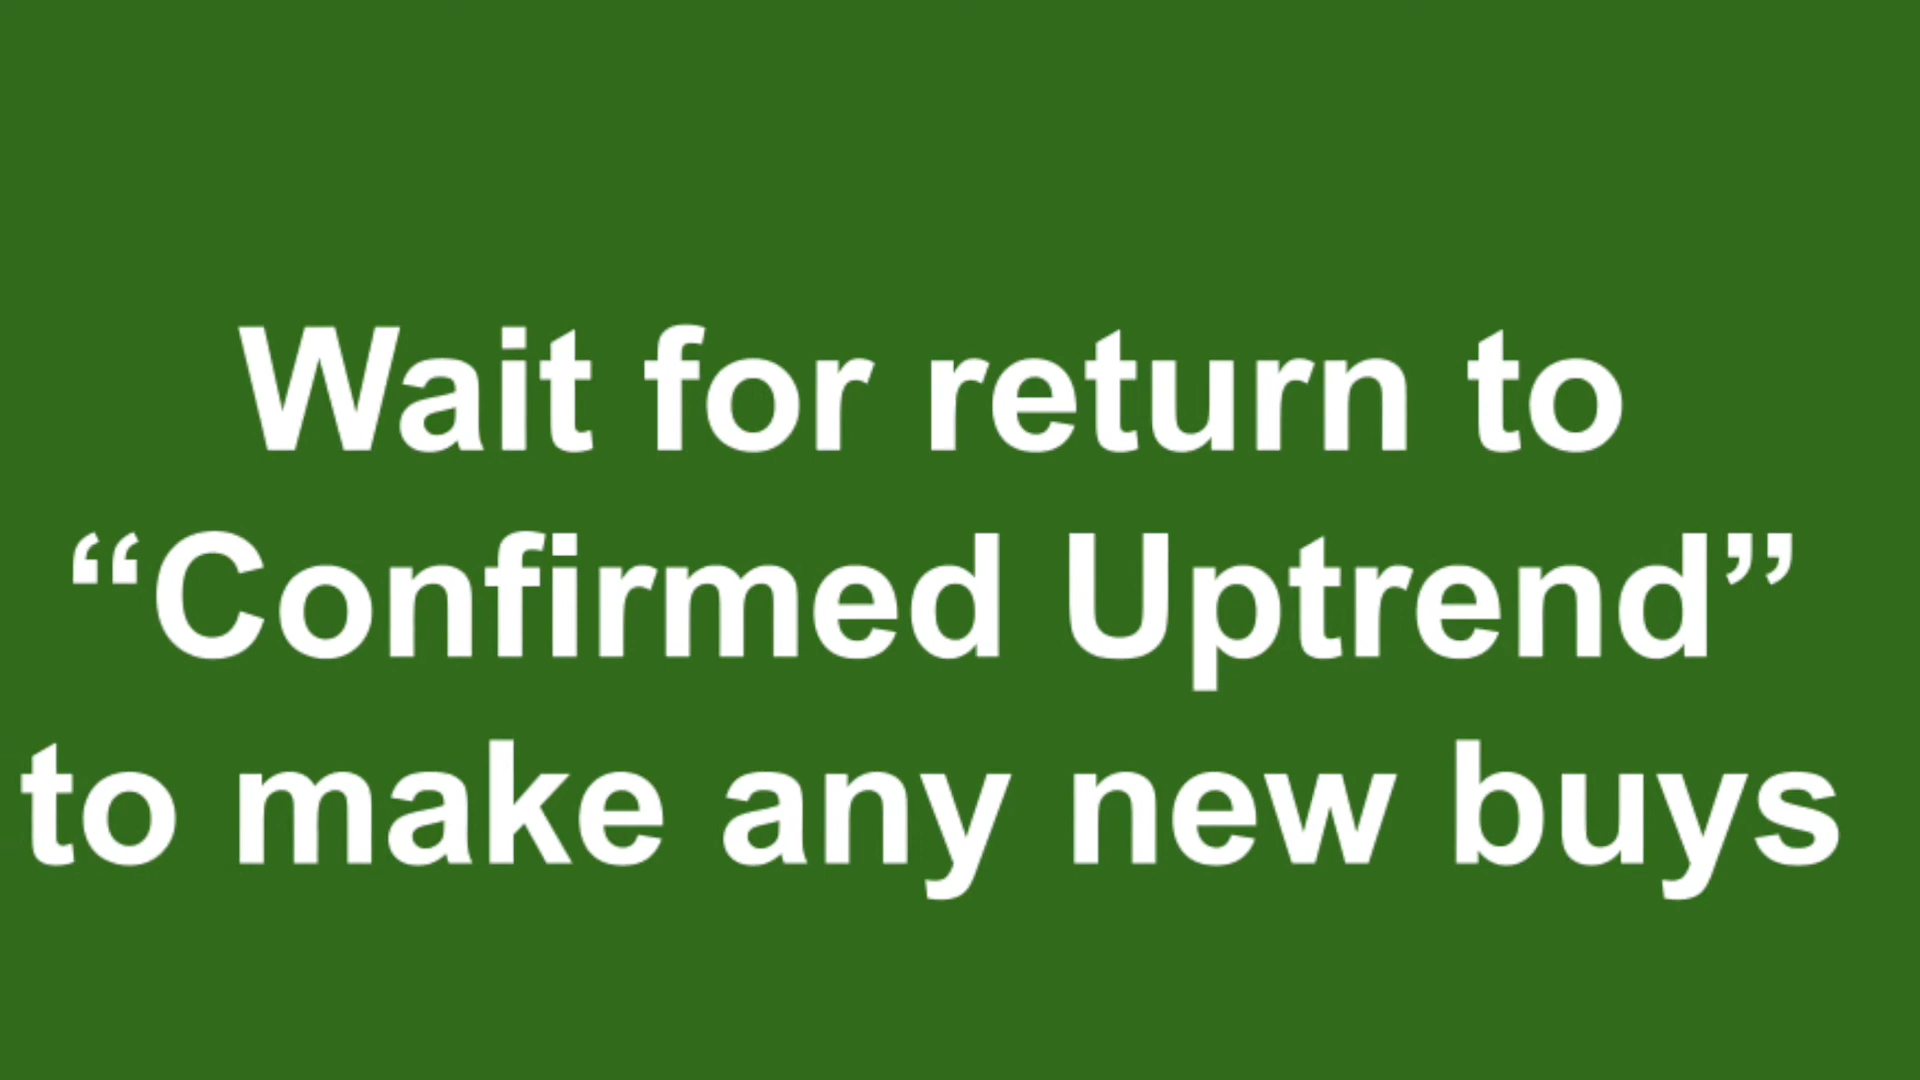 Wait for return to
“Confirmed Uptrend”
to make any new buys